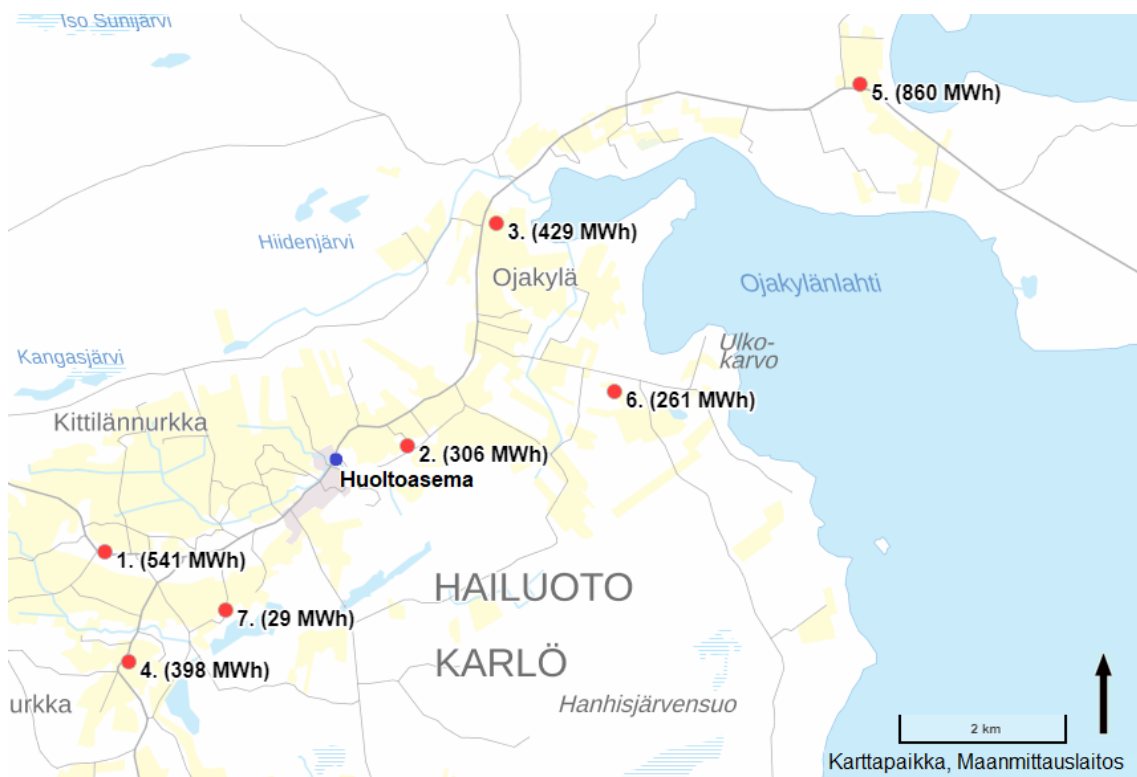 Iso Sunijärvi
5. (860 MWh)
3. (429 MWh)
Hiidenjärvi
Ojakylä
Ojakylänlahti
Ulko-
karvo
Kangasjärvi
6. (261 MWh)
Kittilännurkka
2. (306 MWh)
Huoltoasema
1. (541 MWh)
HAILUOTO
7. (29 MWh)
KARLÖ
4. (398 MWh)
urkka
Hanhisjärvensuo
2 km
Karttapaikka, Maanmittauslaitos